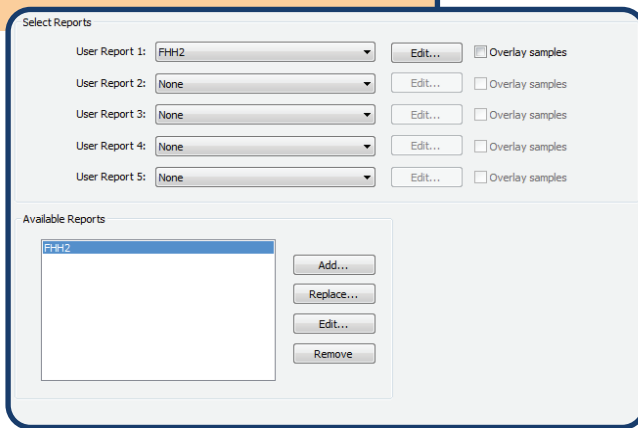 Select Reports
User Report 1: FHH2 Edit... Overlay samples
User Report 2: None Edit... Overlay samples
User Report 3: None Edit... Overlay samples
User Report 4: None Edit... Overlay samples
User Report 5: None Edit... Overlay samples
Available Reports
FHH2
Add...
Replace...
Edit...
Remove